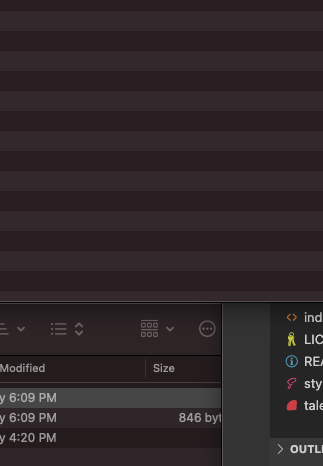 Modified
Size
y 6:09 PM
y 6:09 PM
846 byt
y 4:20 PM
ind
LIC
REA
sty
tale
OUTL